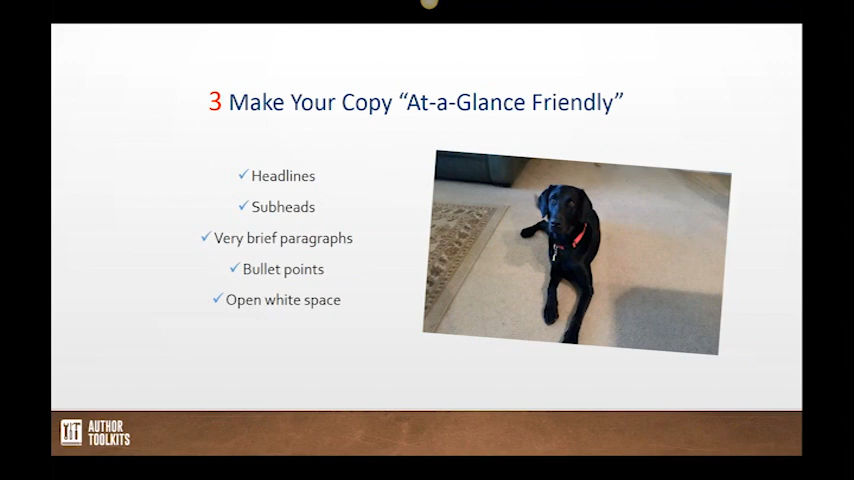 3 Make Your Copy “At-a-Glance Friendly”
Headlines
Subheads
Very brief paragraphs
Bullet points
Open white space
AUTHOR
TOOLKITS